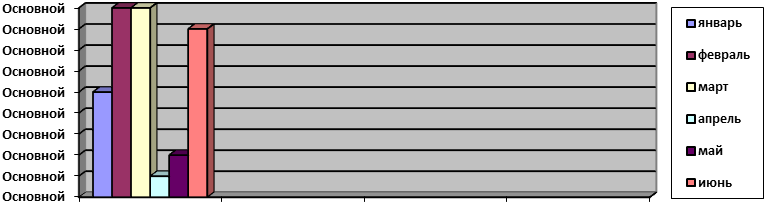 Основной
Основной
Основной
Основной
Основной
Основной
Основной
Основной
Основной
Основной
январь
февраль
март
апрель
май
июнь